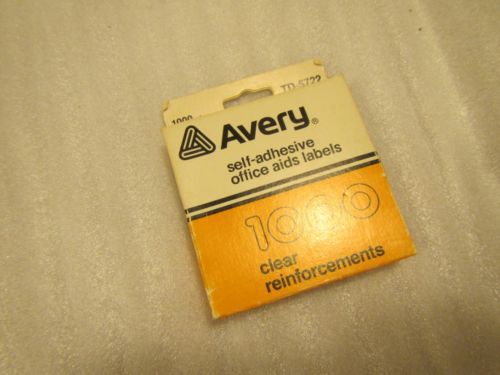 1000 TD-5722
Avery®
self-adhesive
office aids labels
1000
clear
reinforcements